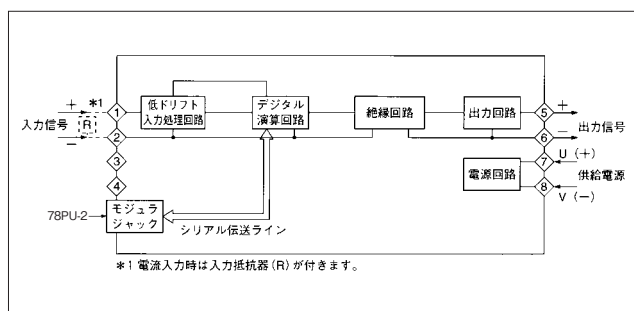 ＋ *1
入力信号 R
－
1
2
3
4
低ドリフト
入力処理回路
デジタル
演算回路
絶縁回路
出力回路
5 ＋
出力信号
6 －
7 U (＋)
電源回路 供給電源
8 V (－)
78PU-2
モジュラ
ジャック
シリアル伝送ライン
*1 電流入力時は入力抵抗器(R)が付きます。